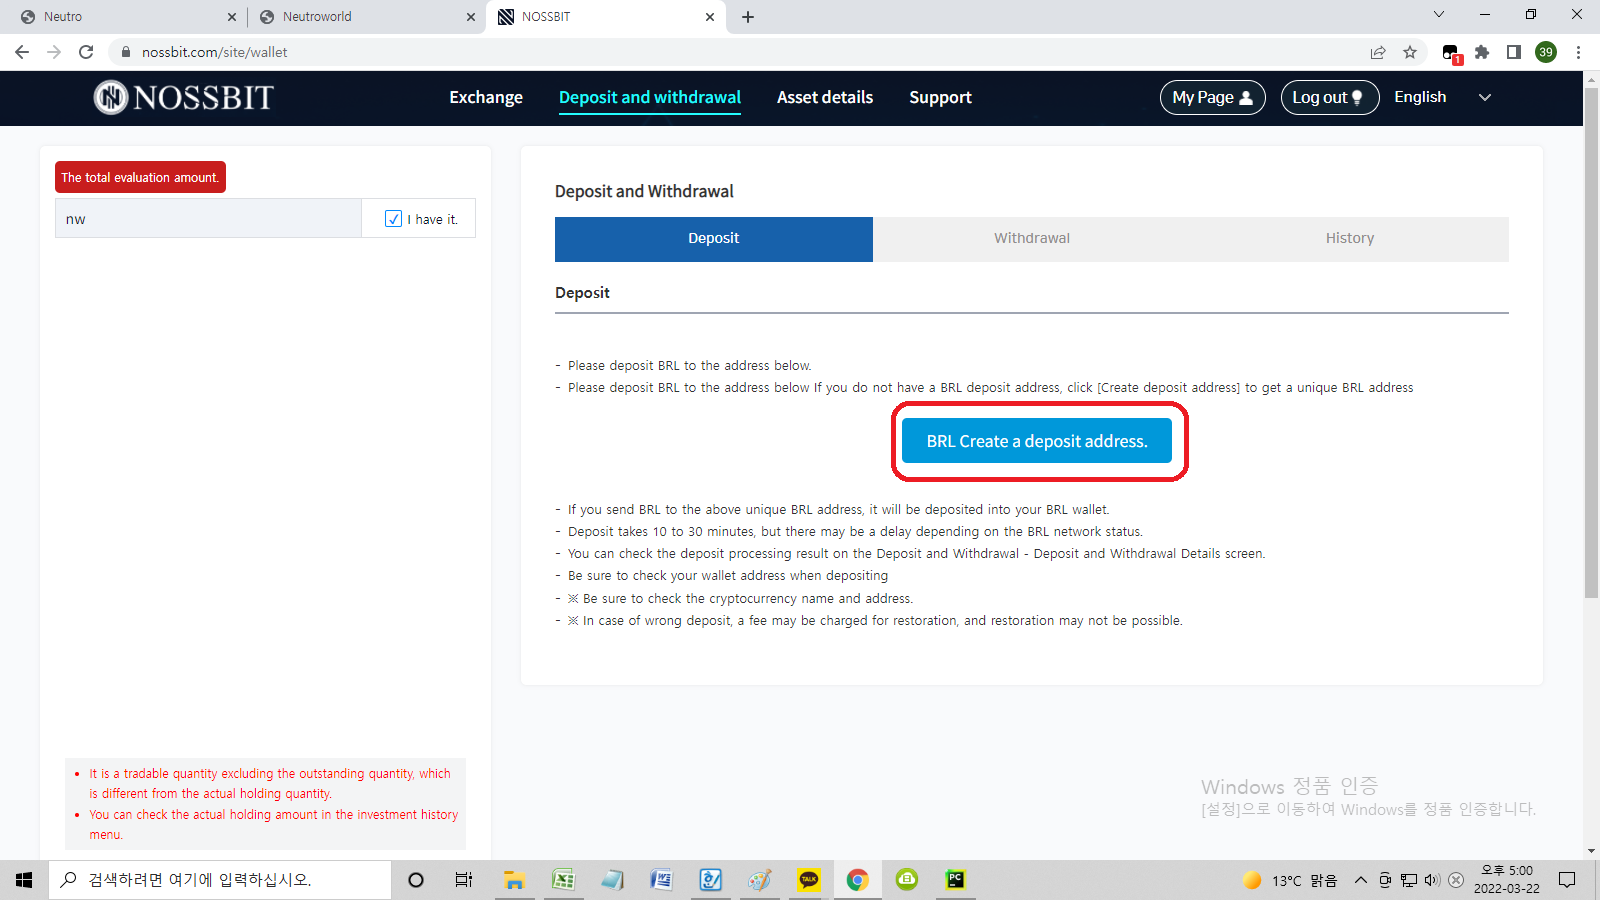 Neutro
Neutroworld
NOSSBIT
nossbit.com/site/wallet
1
39
NOSSBIT
Exchange
Deposit and withdrawal
Asset details
Support
My Page
Log out
English
The total evaluation amount.
nw
I have it.
It is a tradable quantity excluding the outstanding quantity, which
is different from the actual holding quantity.
You can check the actual holding amount in the investment history
menu.
Deposit and Withdrawal
Deposit
Withdrawal
History
Deposit
- Please deposit BRL to the address below.
- Please deposit BRL to the address below If you do not have a BRL deposit address, click [Create deposit address] to get a unique BRL address
BRL Create a deposit address.
- If you send BRL to the above unique BRL address, it will be deposited into your BRL wallet.
- Deposit takes 10 to 30 minutes, but there may be a delay depending on the BRL network status.
- You can check the deposit processing result on the Deposit and Withdrawal - Deposit and Withdrawal Details screen.
- Be sure to check your wallet address when depositing
- ※ Be sure to check the cryptocurrency name and address.
- ※ In case of wrong deposit, a fee may be charged for restoration, and restoration may not be possible.
Windows 정품 인증
[설정]으로 이동하여 Windows를 정품 인증합니다.
검색하려면 여기에 입력하십시오.
TALK
PC
13°C 맑음
오후 5:00
2022-03-22